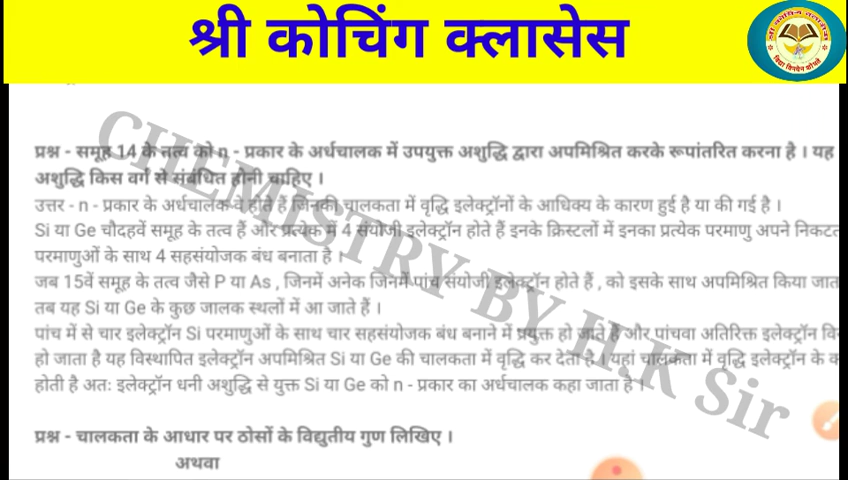 श्री कोचिंग क्लासेस
प्रश्न - समूह 14 के तत्व को n - प्रकार के अर्धचालक में उपयुक्त अशुद्धि द्वारा अपमिश्रित करके रूपांतरित करना है । यह
अशुद्धि किस वर्ग से संबंधित होनी चाहिए ।
उत्तर - n - प्रकार के अर्धचालक वे होते हैं जिनकी चालकता में वृद्धि इलेक्ट्रॉनों के आधिक्य के कारण हुई है या की गई है ।
Si या Ge चौदहवें समूह के तत्व हैं और प्रत्येक में 4 संयोजी इलेक्ट्रॉन होते हैं इनके क्रिस्टलों में इनका प्रत्येक परमाणु अपने निकटत
परमाणुओं के साथ 4 सहसंयोजक बंध बनाता है ।
जब 15वें समूह के तत्व जैसे P या As , जिनमें अनेक जिनमें पांच संयोजी इलेक्ट्रॉन होते हैं , को इसके साथ अपमिश्रित किया जात
तब यह Si या Ge के कुछ जालक स्थलों में आ जाते हैं ।
पांच में से चार इलेक्ट्रॉन Si परमाणुओं के साथ चार सहसंयोजक बंध बनाने में प्रयुक्त हो जाते हैं और पांचवा अतिरिक्त इलेक्ट्रॉन वि
हो जाता है यह विस्थापित इलेक्ट्रॉन अपमिश्रित Si या Ge की चालकता में वृद्धि कर देता है । यहां चालकता में वृद्धि इलेक्ट्रॉन के क
होती है अतः इलेक्ट्रॉन धनी अशुद्धि से युक्त Si या Ge को n - प्रकार का अर्धचालक कहा जाता है ।
प्रश्न - चालकता के आधार पर ठोसों के विद्युतीय गुण लिखिए ।
अथवा
CHEMISTRY BY H.K Sir